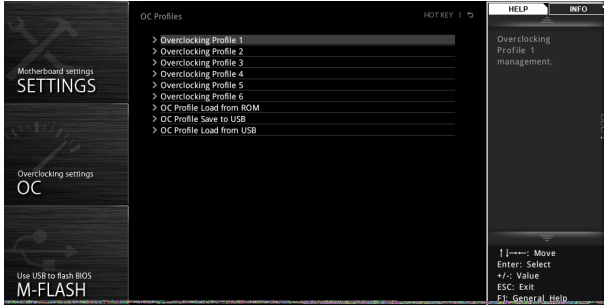 Motherboard settings
SETTINGS
Overclocking settings
OC
Use USB to flash BIOS
M-FLASH
OC Profiles
HOT KEY |
> Overclocking Profile 1
> Overclocking Profile 2
> Overclocking Profile 3
> Overclocking Profile 4
> Overclocking Profile 5
> Overclocking Profile 6
> OC Profile Load from ROM
> OC Profile Save to USB
> OC Profile Load from USB
HELP
INFO
Overclocking
Profile 1
management.
↑↓→←: Move
Enter: Select
+/-: Value
ESC: Exit
F1: General Help